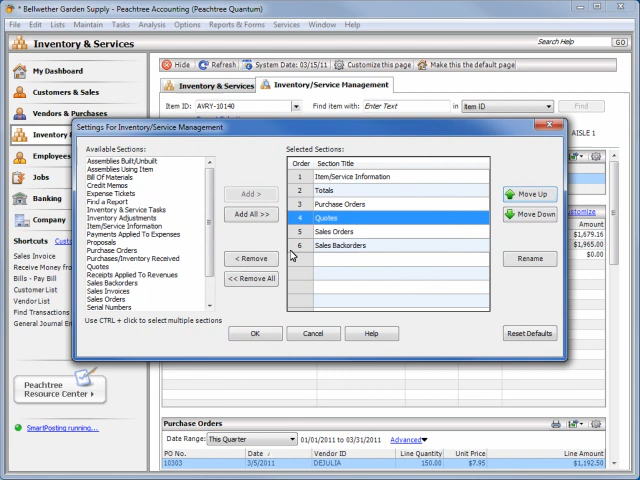 * Bellwether Garden Supply - Peachtree Accounting (Peachtree Quantum)
File Edit Lists Maintain Tasks Analysis Options Reports & Forms Services Window Help
Inventory & Services
Search Help
GO
My Dashboard
Customers & Sales
Vendors & Purchases
Inventory &
Employees
Jobs
Banking
Company
Shortcuts
Sales Invoice
Receive Money fro
Bills - Pay Bill
Customer List
Vendor List
Find Transactions
General Journal En
Peachtree
Resource Center
SmartPosting running...
Hide Refresh System Date: 03/15/11 Customize this page Make this the default page
Inventory & Services Inventory/Service Management
Item ID: AVRY-10140 Find item with: Enter Text in Item ID Find
AISLE 1
Settings For Inventory/Service Management
Available Sections:
Assemblies Built/Unbuilt
Assemblies Using Item
Bill Of Materials
Credit Memos
Expense Tickets
Find a Report
Inventory & Service Tasks
Inventory Adjustments
Item/Service Information
Payments Applied To Expenses
Proposals
Purchase Orders
Purchases/Inventory Received
Quotes
Receipts Applied To Revenues
Sales Backorders
Sales Invoices
Sales Orders
Serial Numbers
Use CTRL + click to select multiple sections
Add >
Add All >>
< Remove
<< Remove All
Selected Sections:
Order Section Title
1 Item/Service Information
2 Totals
3 Purchase Orders
4 Quotes
5 Sales Orders
6 Sales Backorders
Move Up
Move Down
Rename
OK Cancel Help Reset Defaults
Amount
$1,679.16
$1,965.00
$0.00
Purchase Orders
Date Range: This Quarter 01/01/2011 to 03/31/2011 Advanced
PO No. Date Vendor ID Line Quantity Unit Price Line Amount
10303 3/5/2011 DEJULIA 150.00 $7.95 $1,192.50